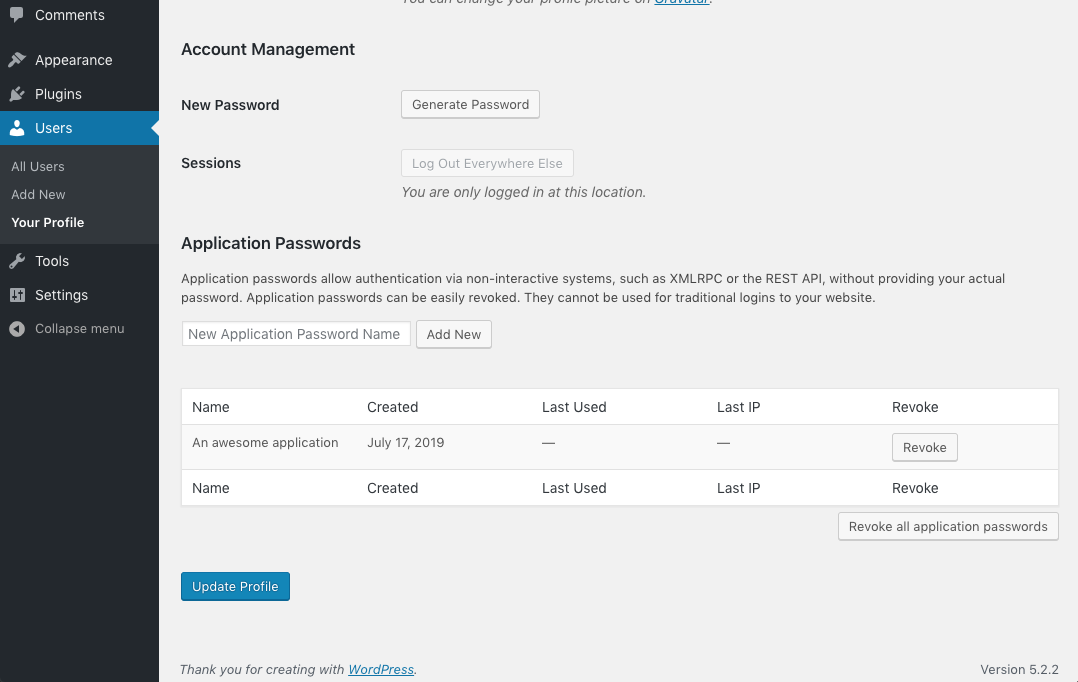 Comments
Appearance
Plugins
Users
All Users
Add New
Your Profile
Tools
Settings
Collapse menu
You can change your profile picture on Gravatar.
Account Management
New Password Generate Password
Sessions Log Out Everywhere Else
You are only logged in at this location.
Application Passwords
Application passwords allow authentication via non-interactive systems, such as XMLRPC or the REST API, without providing your actual
password. Application passwords can be easily revoked. They cannot be used for traditional logins to your website.
New Application Password Name Add New
Name Created Last Used Last IP Revoke
An awesome application July 17, 2019 — — Revoke
Name Created Last Used Last IP Revoke
Revoke all application passwords
Update Profile
Thank you for creating with WordPress. Version 5.2.2